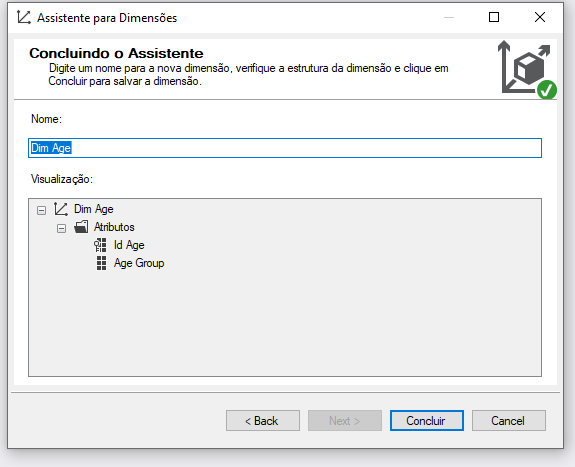 Assistente para Dimensões
Concluindo o Assistente
Digite um nome para a nova dimensão, verifique a estrutura da dimensão e clique em
Concluir para salvar a dimensão.
Nome:
Dim Age
Visualização:
Dim Age
Atributos
Id Age
Age Group
< Back
Next >
Concluir
Cancel